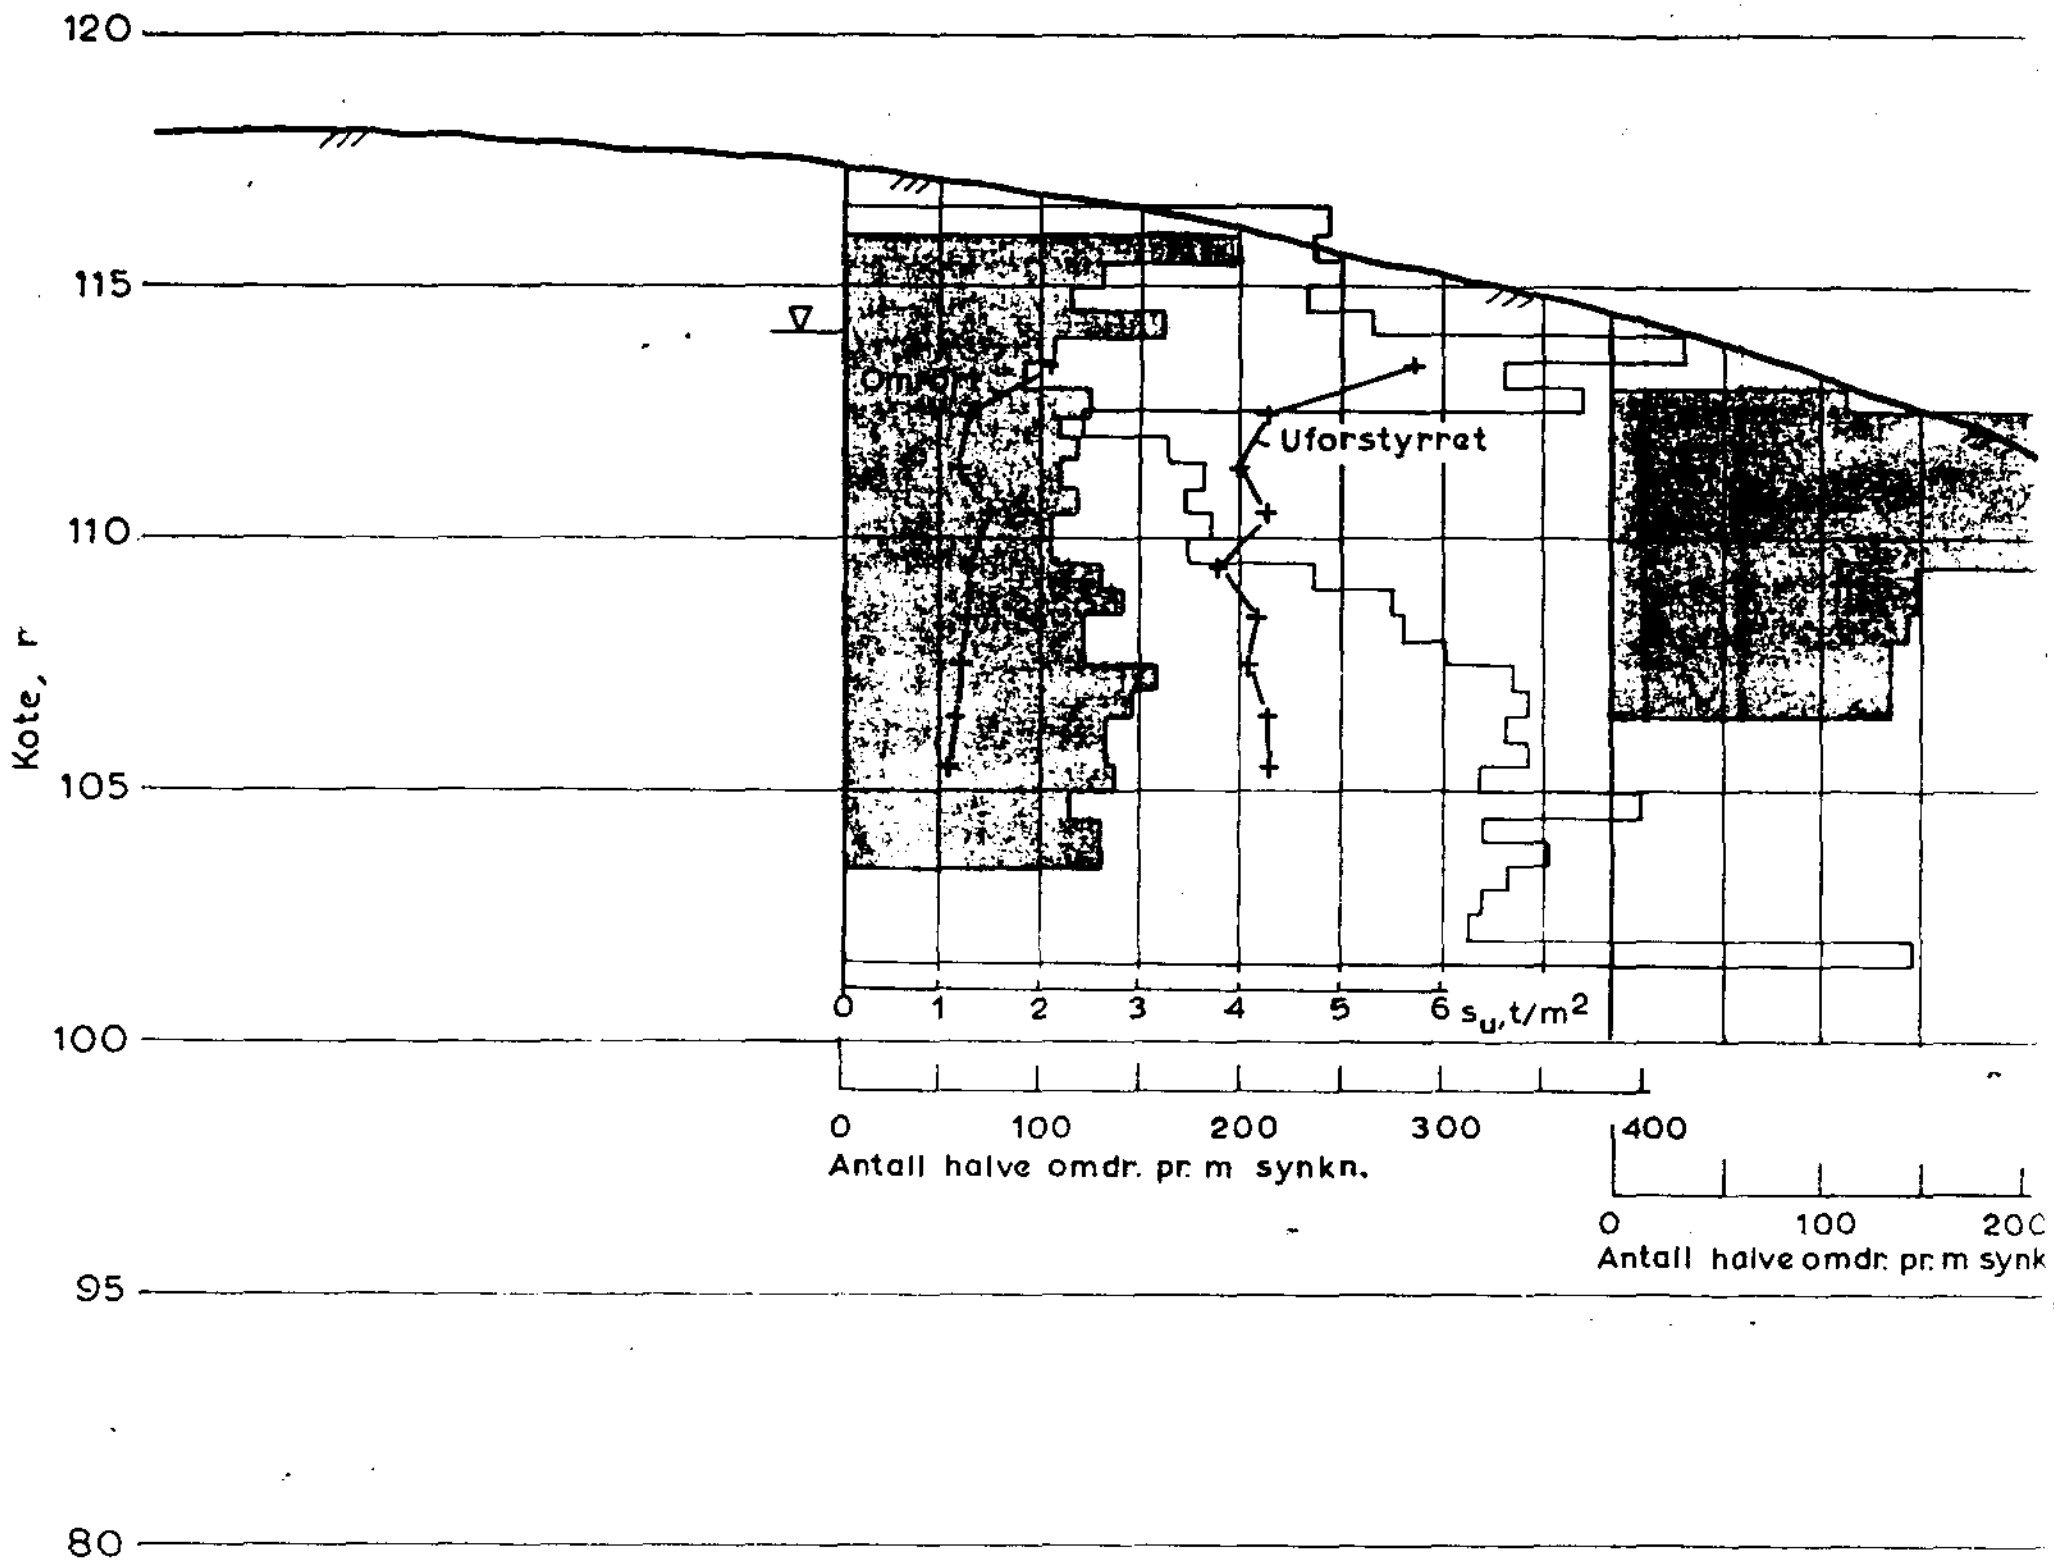 120
115
110
105
100
95
80
Kote, r
Omrørt
Uforstyrret
0 1 2 3 4 5 6 su, t/m²
0 100 200 300 400
Antall halve omdr. pr. m synkn.
0 100 200
Antall halve omdr. pr. m synk